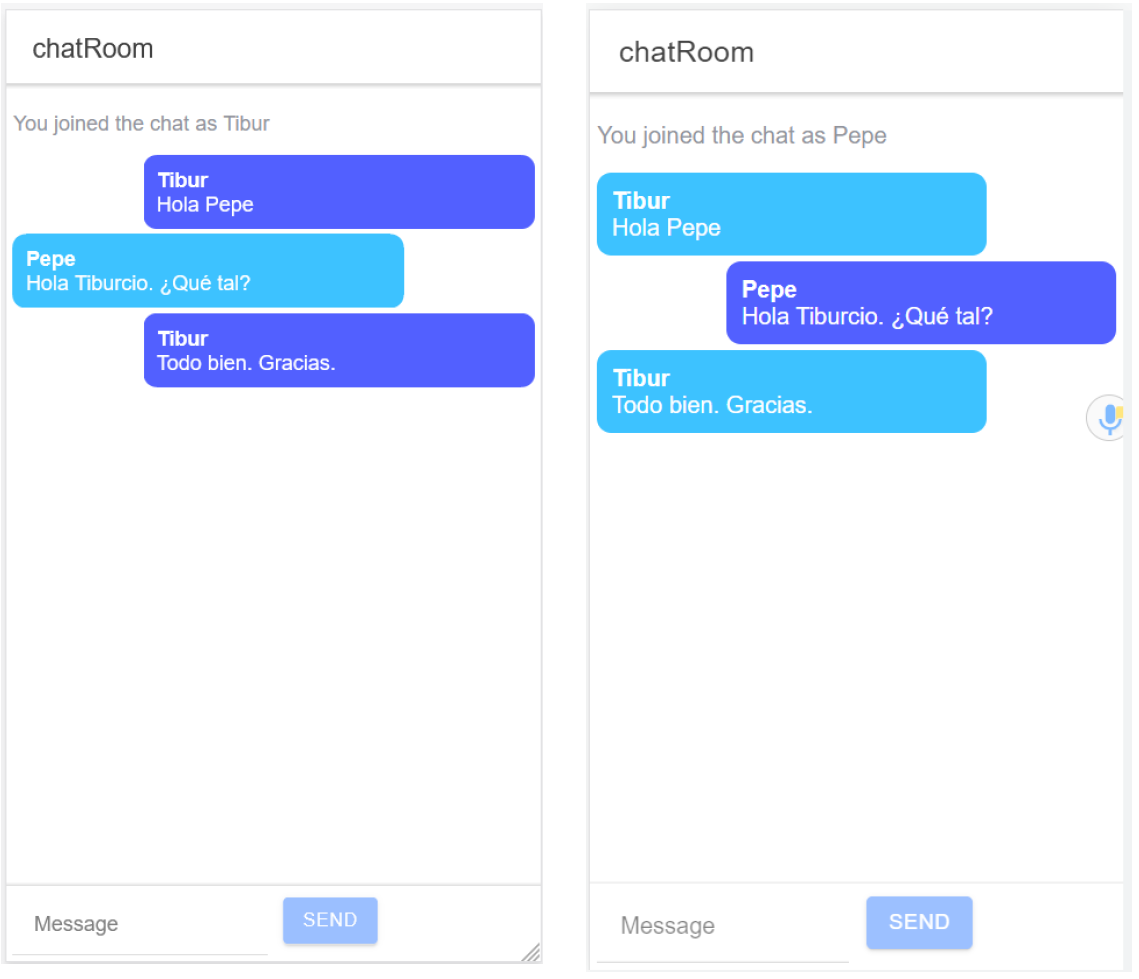 chatRoom
You joined the chat as Tibur
Tibur
Hola Pepe
Pepe
Hola Tiburcio. ¿Qué tal?
Tibur
Todo bien. Gracias.
Message
SEND
chatRoom
You joined the chat as Pepe
Tibur
Hola Pepe
Pepe
Hola Tiburcio. ¿Qué tal?
Tibur
Todo bien. Gracias.
Message
SEND